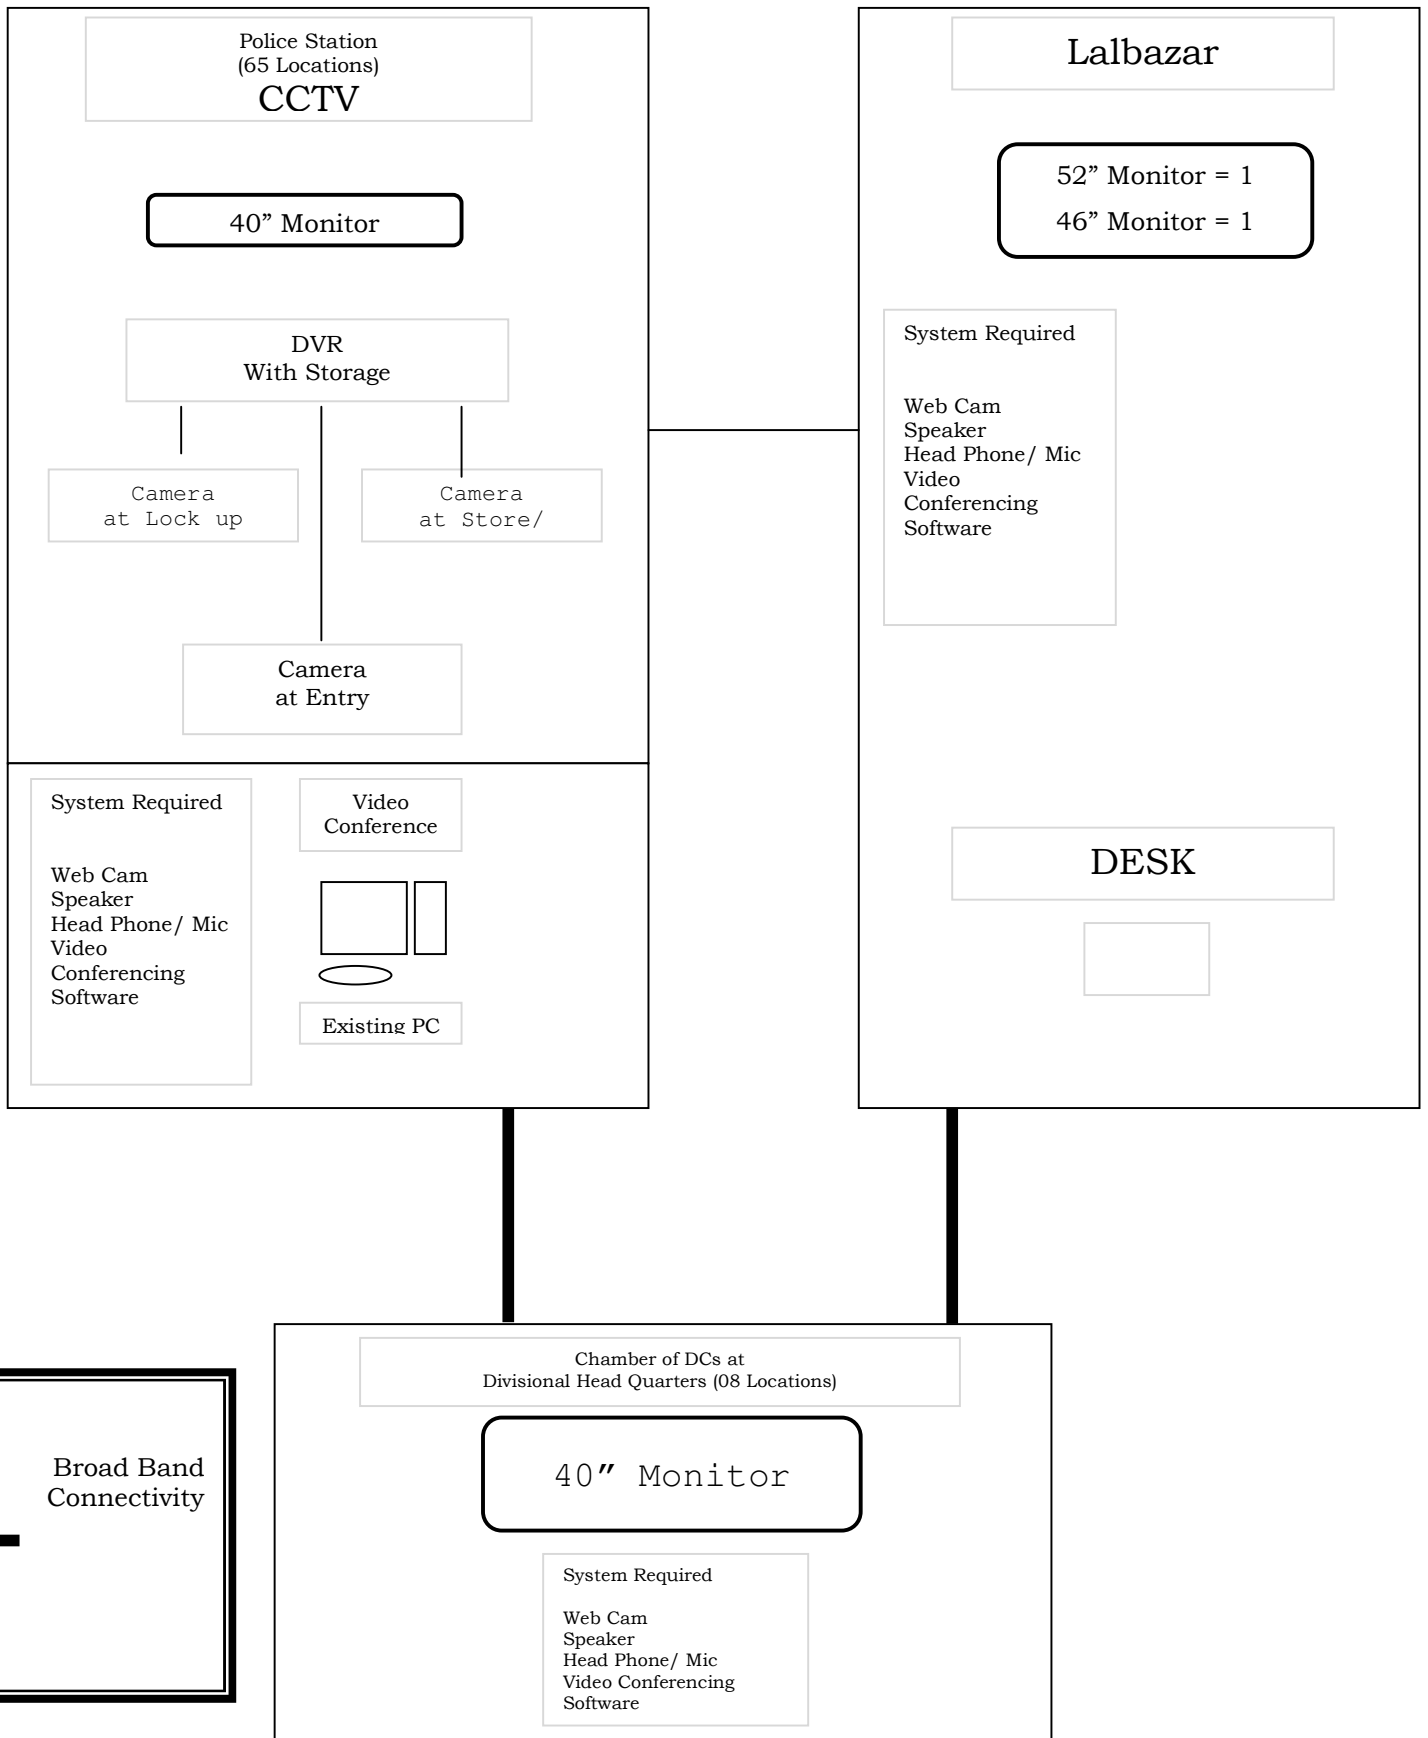 Police Station
(65 Locations)
CCTV
40” Monitor
DVR
With Storage
Camera
at Lock up
Camera
at Store/
Camera
at Entry
System Required
Web Cam
Speaker
Head Phone/ Mic
Video
Conferencing
Software
Video
Conference
Existing PC
Lalbazar
52” Monitor = 1
46” Monitor = 1
System Required
Web Cam
Speaker
Head Phone/ Mic
Video
Conferencing
Software
DESK
Chamber of DCs at
Divisional Head Quarters (08 Locations)
40” Monitor
System Required
Web Cam
Speaker
Head Phone/ Mic
Video Conferencing
Software
Broad Band
Connectivity